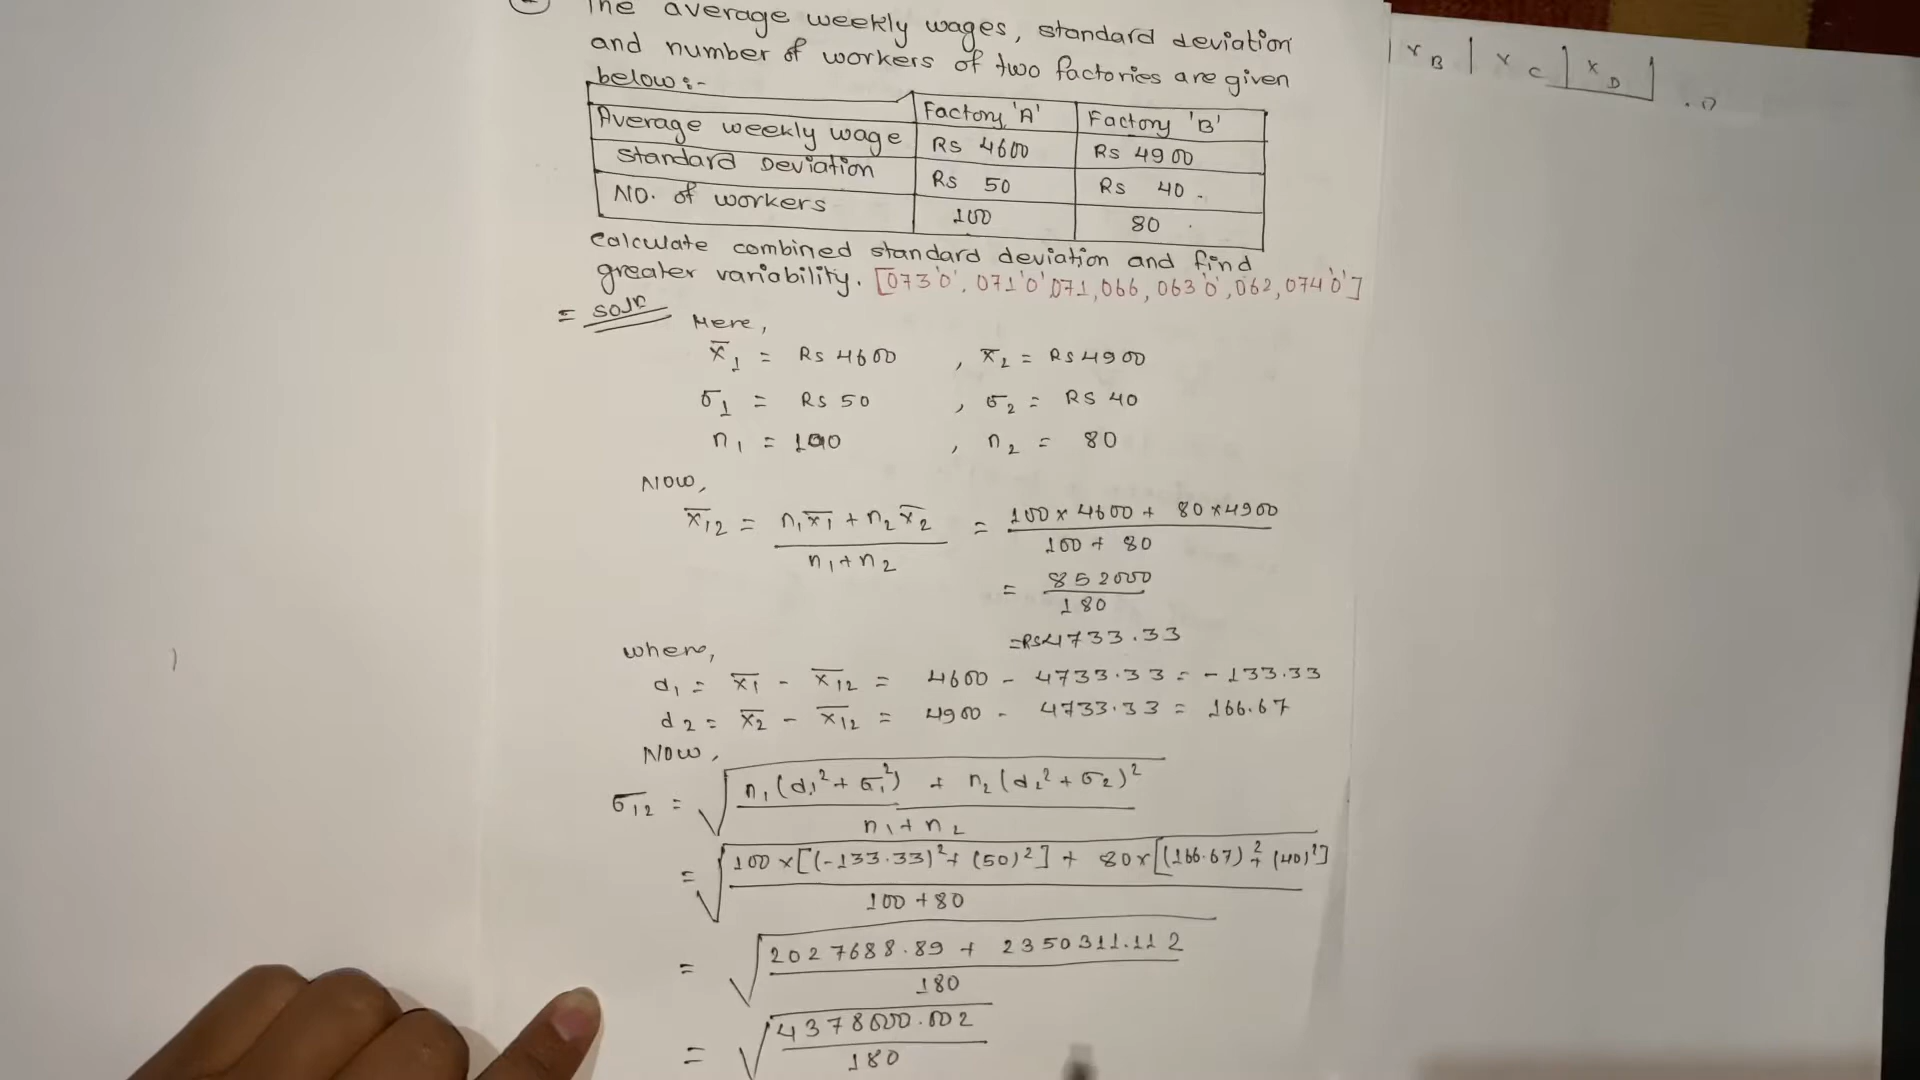 The average weekly wages, standard deviation
and number of workers of two factories are given
below:-
Factory 'A' Factory 'B'
Average weekly wage Rs 4600 Rs 4900
Standard Deviation Rs 50 Rs 40
No. of workers 100 80
Calculate combined standard deviation and find
greater variability. [073'0', 071'0' 071, 066, 063'0', 062, 074'0']
= Soln
Here,
x̄1 = Rs 4600 , x̄2 = Rs 4900
σ1 = Rs 50 , σ2 = Rs 40
n1 = 100 , n2 = 80
Now,
x̄12 = n1x̄1 + n2x̄2 = 100 x 4600 + 80 x 4900
n1 + n2 100 + 80
= 852000
180
= Rs 4733.33
where,
d1 = x̄1 - x̄12 = 4600 - 4733.33 = -133.33
d2 = x̄2 - x̄12 = 4900 - 4733.33 = 166.67
Now,
σ12 = √ n1(d1² + σ1²) + n2(d2² + σ2)²
n1 + n2
= √ 100 x [(-133.33)² + (50)²] + 80 x [(166.67)² + (40)²]
100 + 80
= √ 2027688.89 + 2350311.112
180
= √ 4378000.002
180
x B | x C | x D